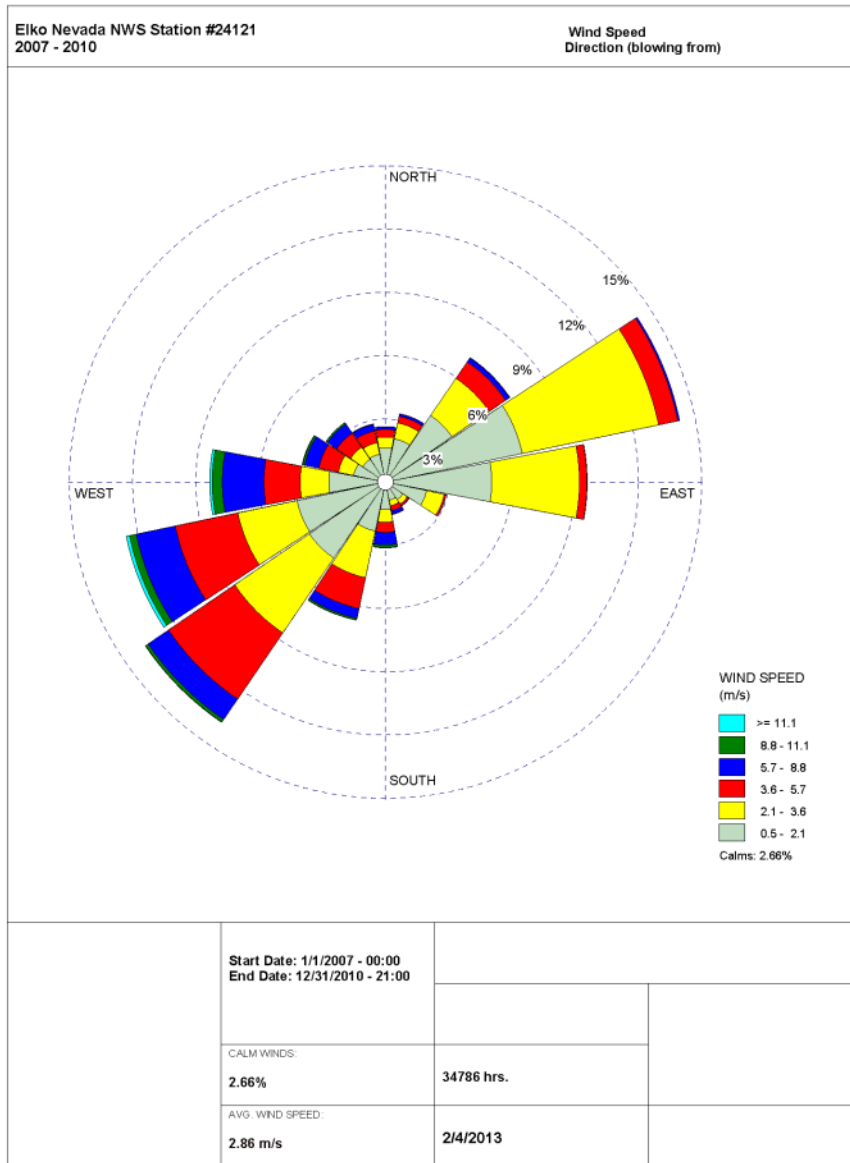 Elko Nevada NWS Station #24121
2007 - 2010
Wind Speed
Direction (blowing from)
NORTH
15%
12%
9%
6%
3%
WEST
EAST
SOUTH
WIND SPEED
(m/s)
>= 11.1
8.8 - 11.1
5.7 - 8.8
3.6 - 5.7
2.1 - 3.6
0.5 - 2.1
Calms: 2.66%
Start Date: 1/1/2007 - 00:00
End Date: 12/31/2010 - 21:00
CALM WINDS:
2.66%
34786 hrs.
AVG. WIND SPEED:
2.86 m/s
2/4/2013